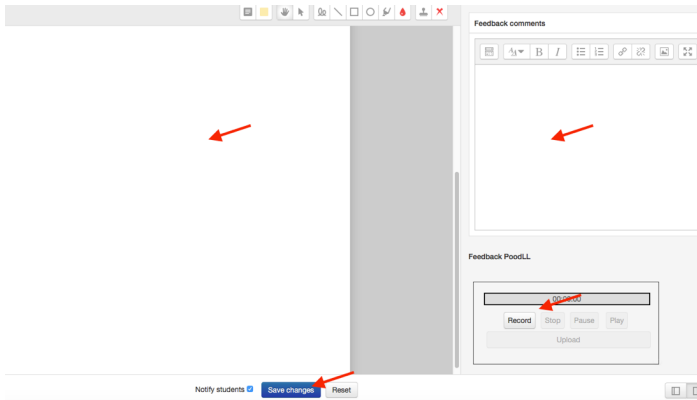 Feedback comments
B I
Feedback PoodLL
00:00:00
Record Stop Pause Play
Upload
Notify students Save changes Reset